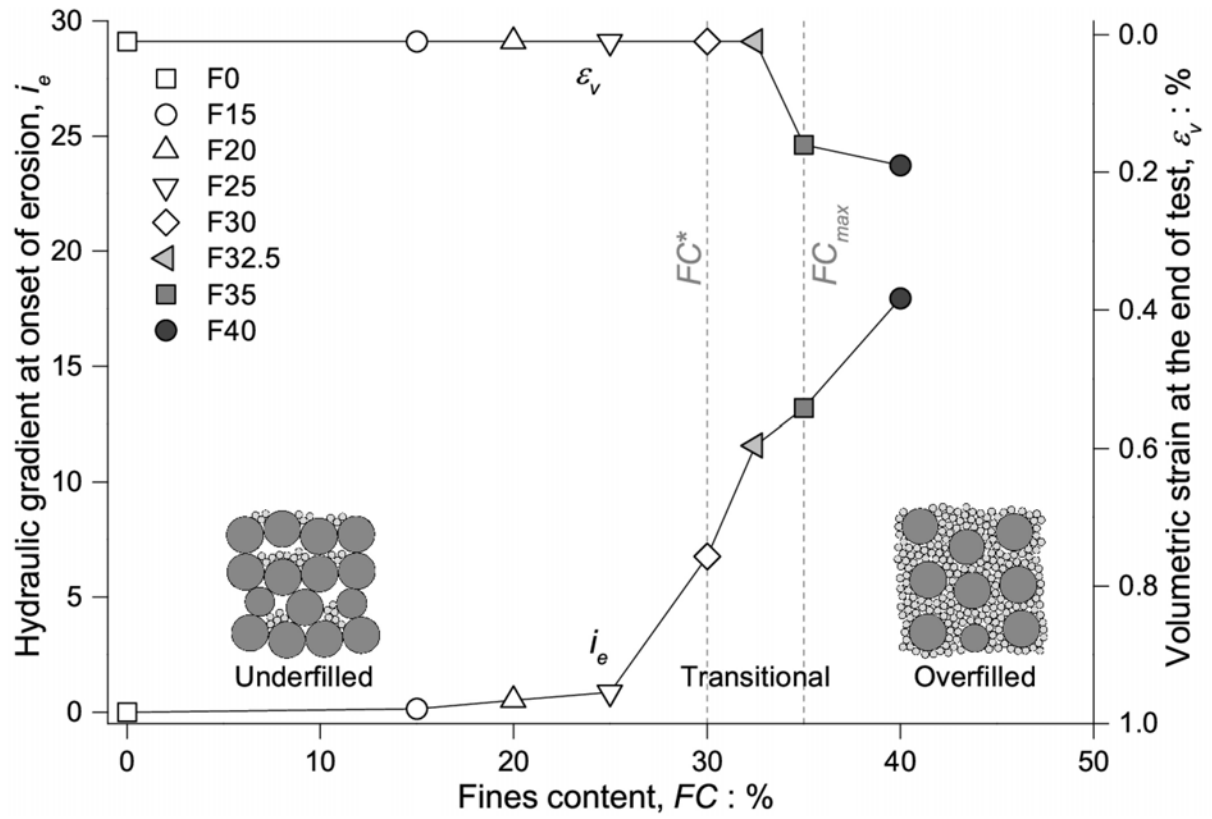 Hydraulic gradient at onset of erosion, i_e
30
25
20
15
10
5
0
F0
F15
F20
F25
F30
F32.5
F35
F40
ε_v
FC*
FC_max
i_e
Underfilled
Transitional
Overfilled
0.0
0.2
0.4
0.6
0.8
1.0
Volumetric strain at the end of test, ε_v : %
0
10
20
30
40
50
Fines content, FC : %